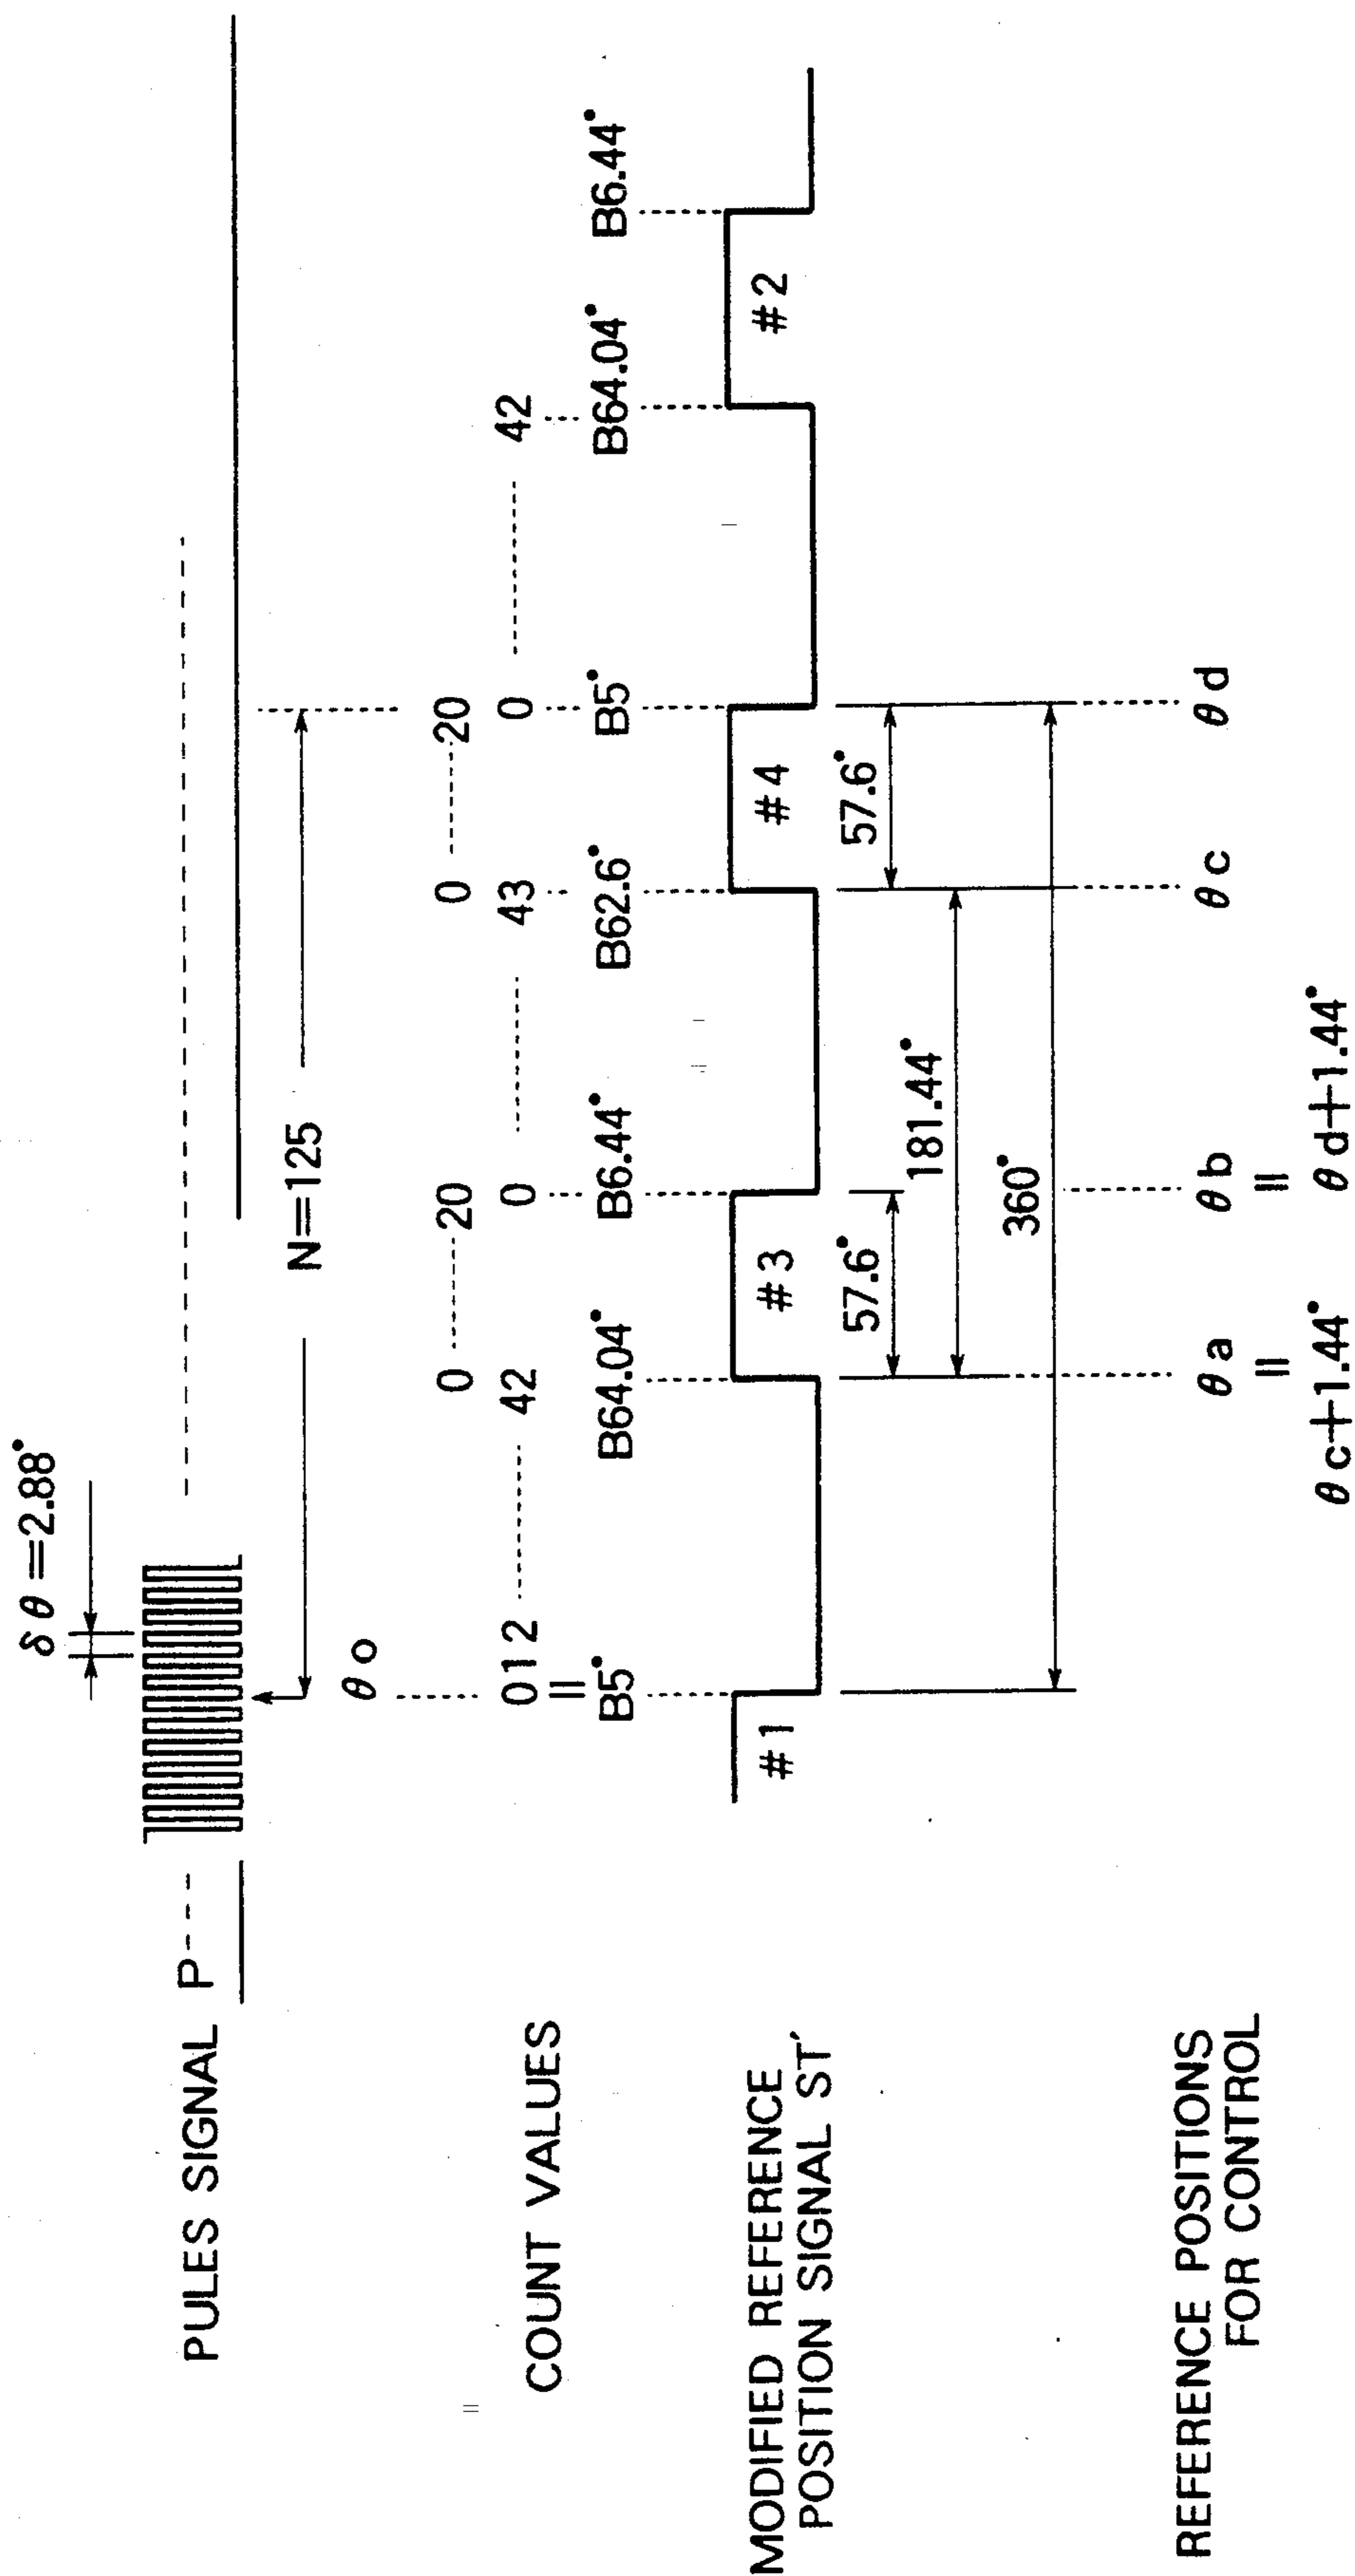 δθ=2.88°
PULES SIGNAL P
N=125
θo
0 20 0 20
COUNT VALUES 0 1 2 42 0 43 0 42
B5° B64.04° B6.44° B62.6° B5° B64.04° B6.44°
MODIFIED REFERENCE
POSITION SIGNAL ST′
#1 #3 #4 #2
57.6° 57.6°
181.44°
360°
REFERENCE POSITIONS
FOR CONTROL
θa θb θc θd
= =
θc+1.44° θd+1.44°